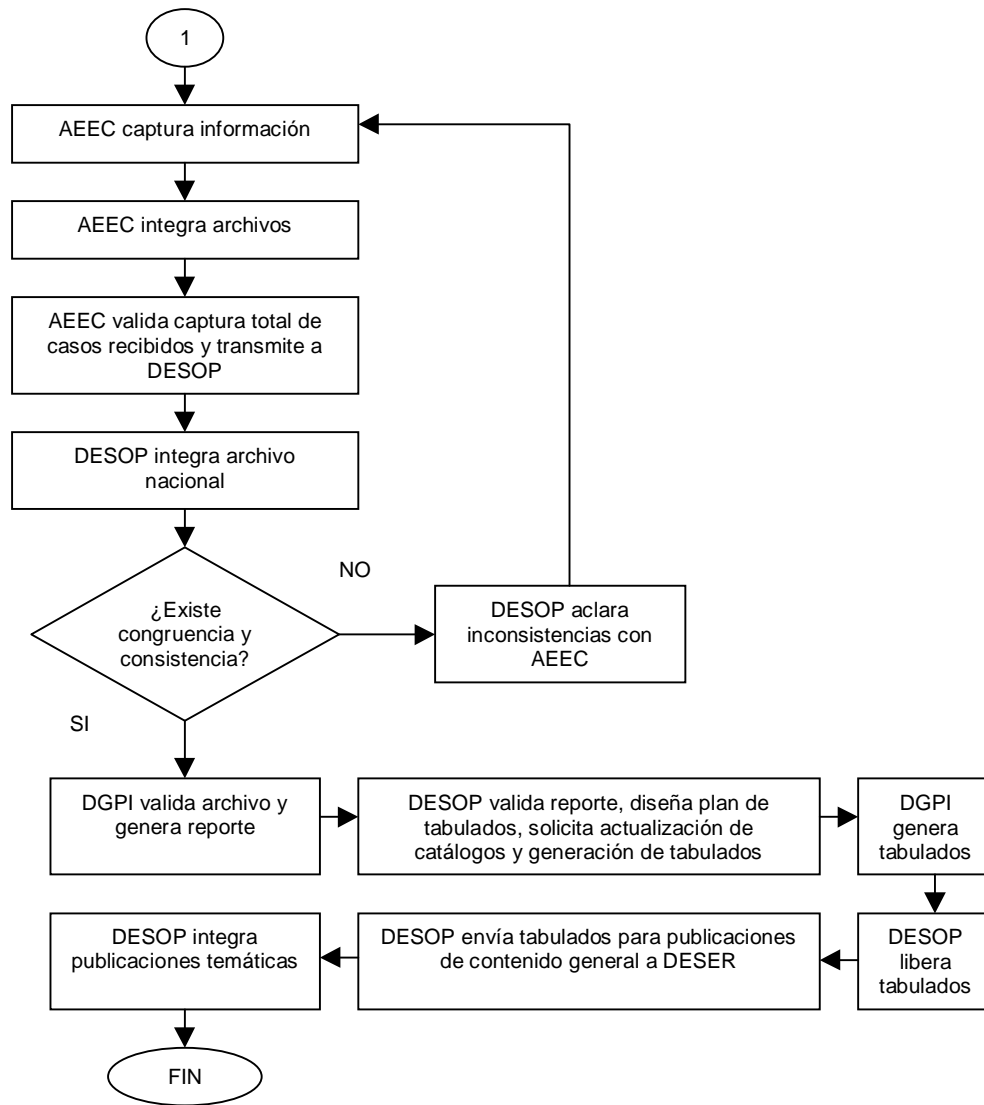 1
AEEC captura información
AEEC integra archivos
AEEC valida captura total de
casos recibidos y transmite a
DESOP
DESOP integra archivo
nacional
¿Existe
congruencia y
consistencia?
NO
DESOP aclara
inconsistencias con
AEEC
SI
DGPI valida archivo y
genera reporte
DESOP valida reporte, diseña plan de
tabulados, solicita actualización de
catálogos y generación de tabulados
DGPI
genera
tabulados
DESOP
libera
tabulados
DESOP envía tabulados para publicaciones
de contenido general a DESER
DESOP integra
publicaciones temáticas
FIN